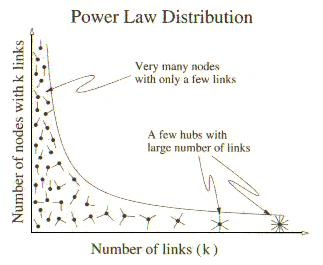 Power Law Distribution
Number of nodes with k links
Very many nodes
with only a few links
A few hubs with
large number of links
Number of links (k)